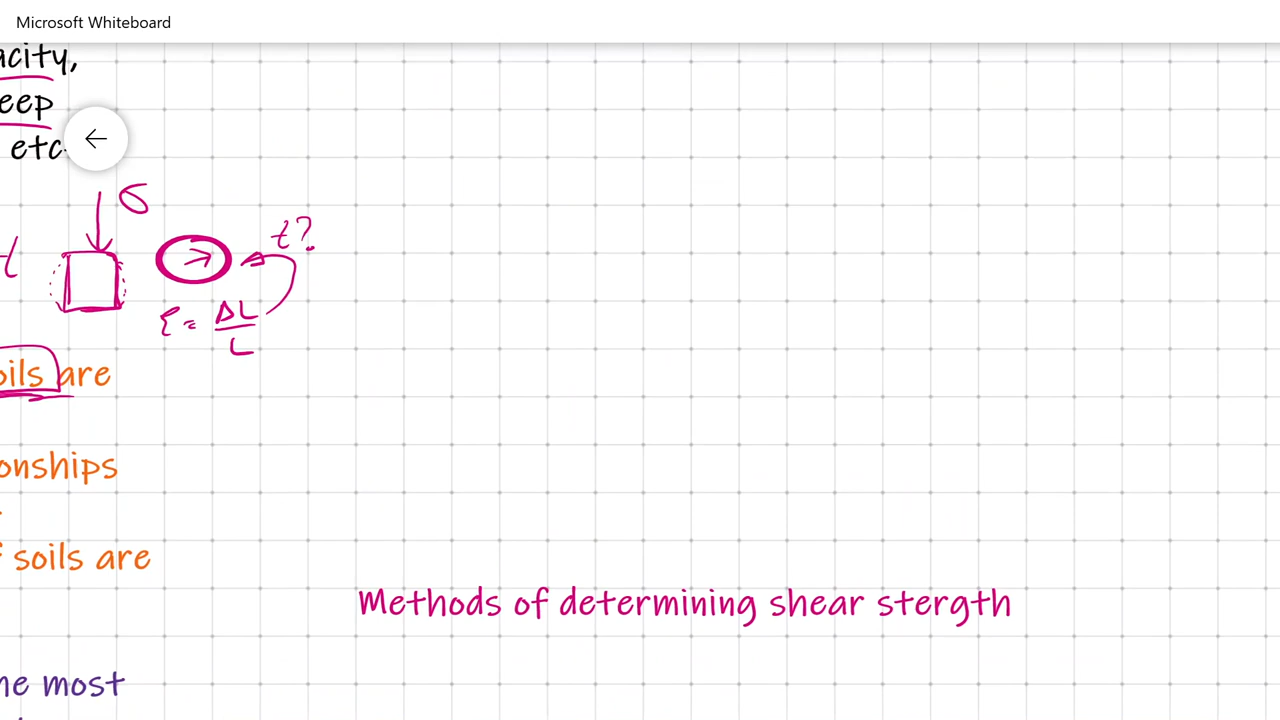 Microsoft Whiteboard
acity,
eep
etc.
σ
t
t?
ε = ΔL
L
oils are
onships
f soils are
Methods of determining shear stergth
he most